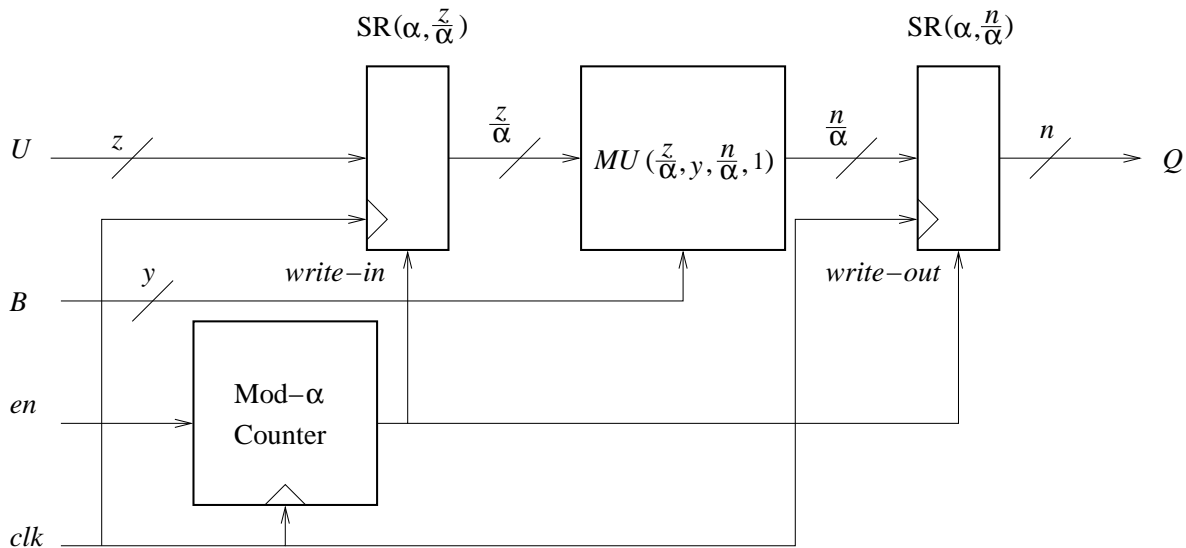 SR(α, z/α)
SR(α, n/α)
U
z
z/α
MU(z/α, y, n/α, 1)
n/α
n
Q
write−in
write−out
B
y
en
Mod−α
Counter
clk